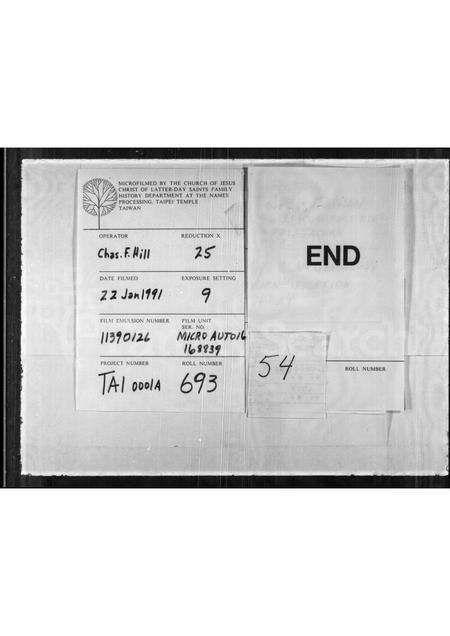 MICROFILMED BY THE CHURCH OF JESUS
CHRIST OF LATTER-DAY SAINTS FAMILY
HISTORY DEPARTMENT AT THE NAMES
PROCESSING, TAIPEI TEMPLE
TAIWAN
OPERATOR REDUCTION X
Chas. F. Hill 25
DATE FILMED EXPOSURE SETTING
22 Jan 1991 9
FILM EMULSION NUMBER FILM UNIT
SER. NO.
11390126 MICRO AUTO 16
168839
PROJECT NUMBER ROLL NUMBER
TAI 0001A 693
END
54
ROLL NUMBER